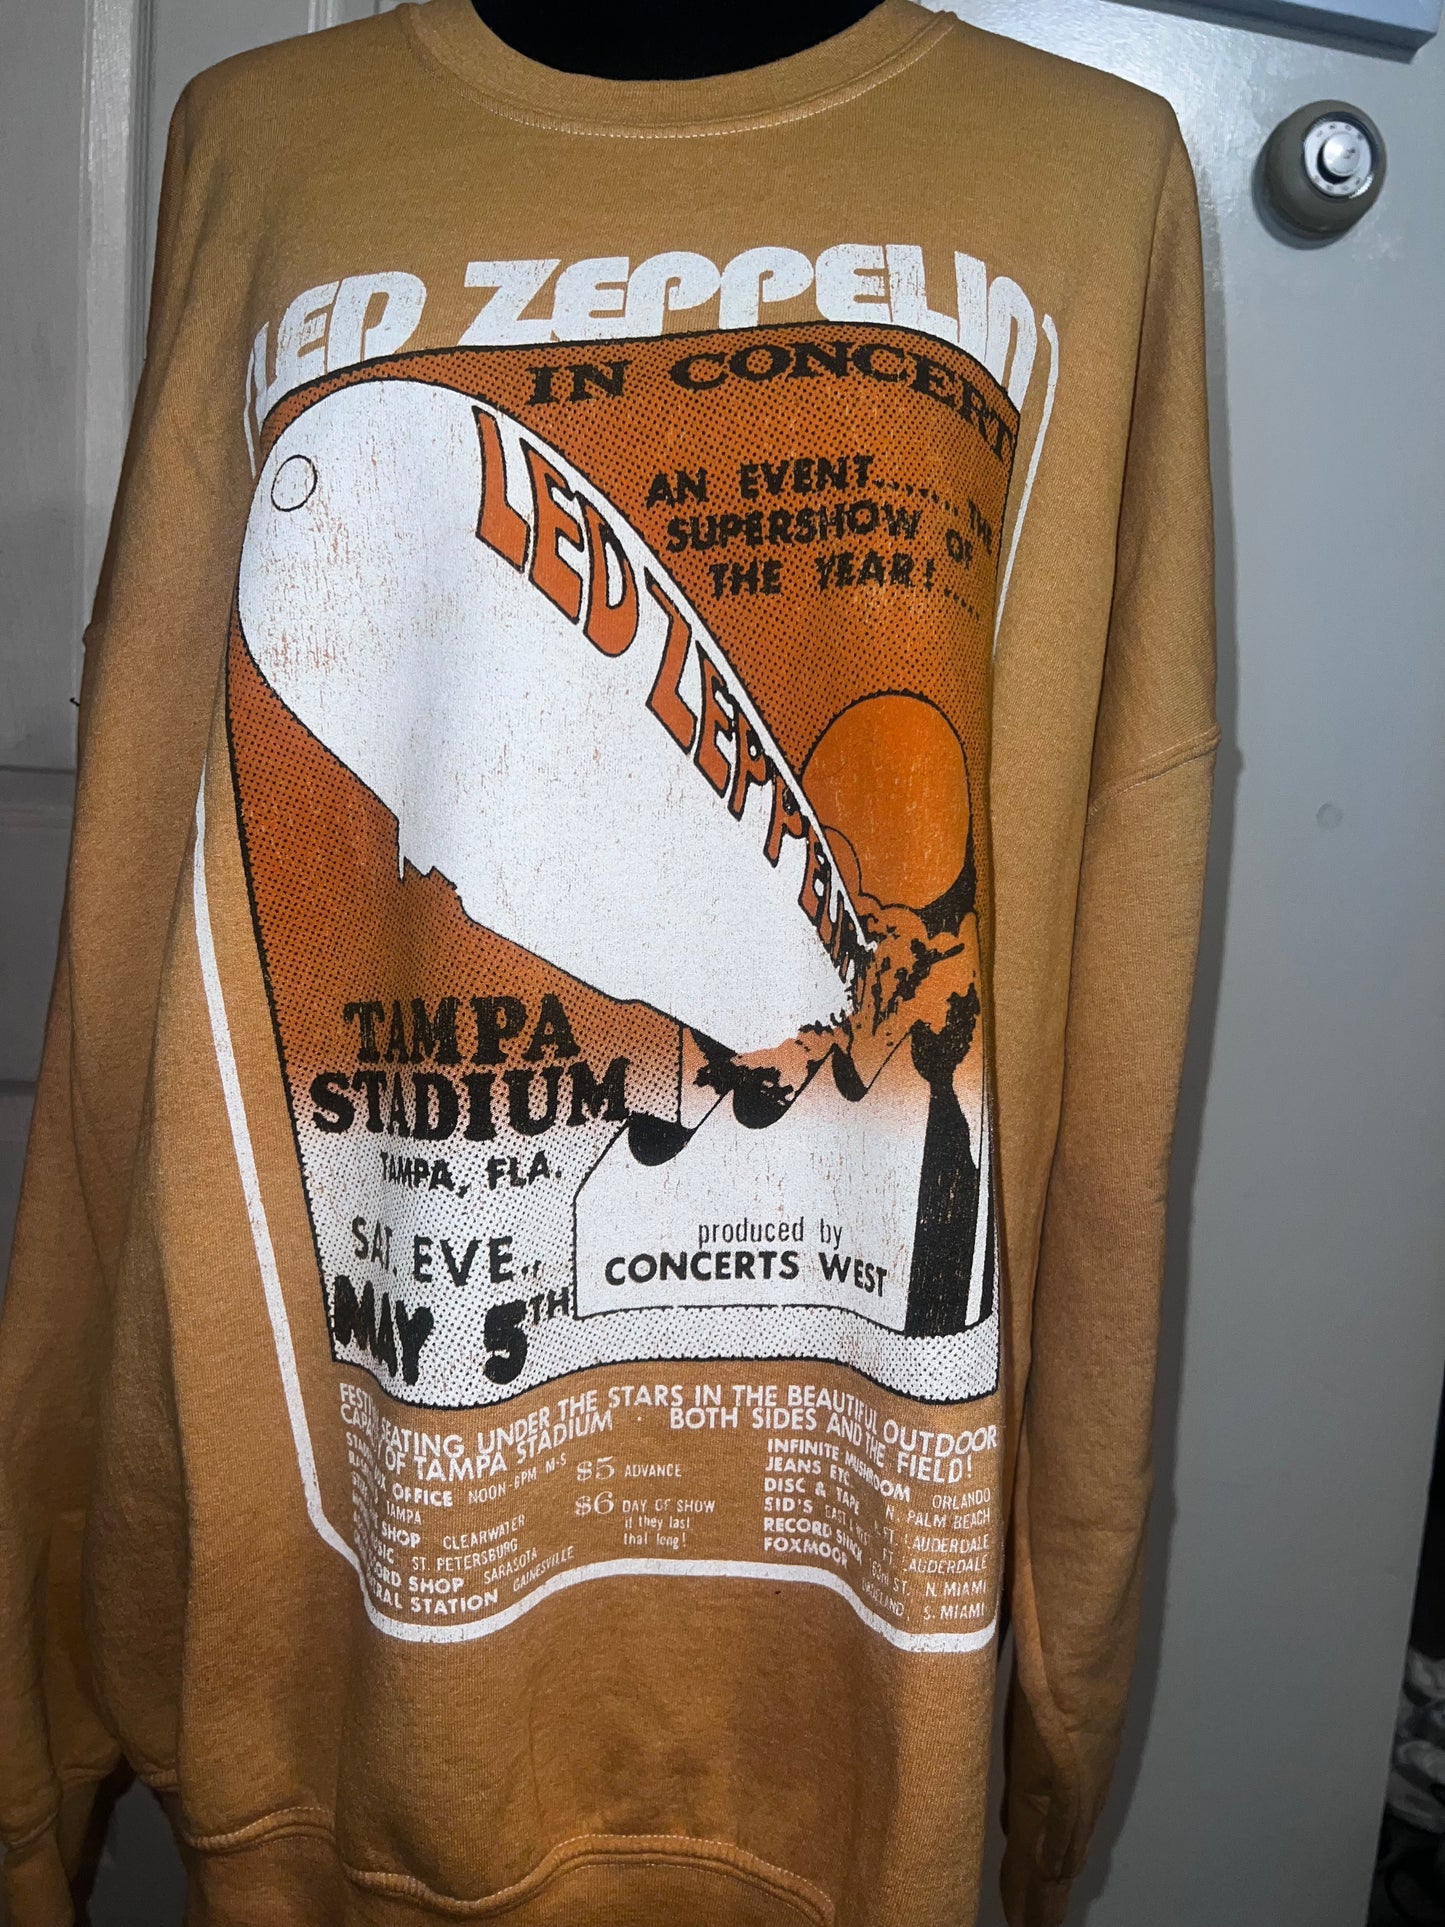 LED ZEPPELIN
IN CONCERT
AN EVENT....... THE
SUPERSHOW OF
THE YEAR!......
LED ZEPPELIN
TAMPA
STADIUM
TAMPA, FLA.
SAT. EVE.,
MAY 5TH
produced by
CONCERTS WEST
SEATING UNDER THE STARS IN THE BEAUTIFUL OUTDOOR
OF TAMPA STADIUM · BOTH SIDES AND THE FIELD!
OFFICE NOON-6PM M-S
TAMPA
SHOP CLEARWATER
ST. PETERSBURG
SHOP SARASOTA
STATION GAINESVILLE
$5 ADVANCE
$6 DAY OF SHOW
if they last
that long!
INFINITE MUSHROOM ORLANDO
JEANS ETC. N. PALM BEACH
DISC & TAPE FT. LAUDERDALE
SID'S FT. LAUDERDALE
RECORD SHACK 163rd ST. N. MIAMI
FOXMOOR S. MIAMI